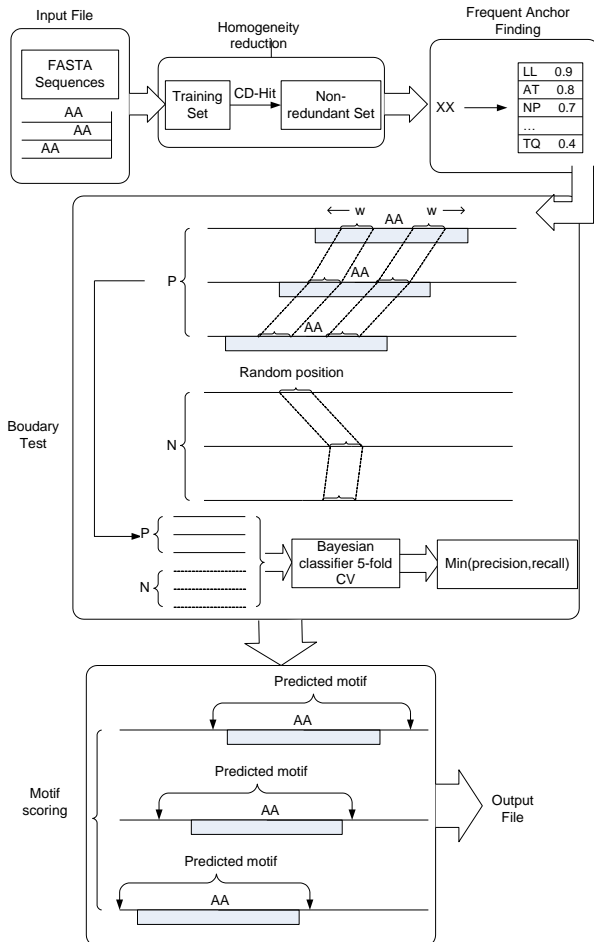 Input File
FASTA
Sequences
AA
AA
AA
Homogeneity
reduction
Training
Set
CD-Hit
Non-
redundant Set
Frequent Anchor
Finding
XX
LL 0.9
AT 0.8
NP 0.7
...
TQ 0.4
Boudary
Test
w w
AA
P
AA
AA
Random position
N
P
N
Bayesian
classifier 5-fold
CV
Min(precision,recall)
Motif
scoring
Predicted motif
AA
Predicted motif
AA
Predicted motif
AA
Output
File